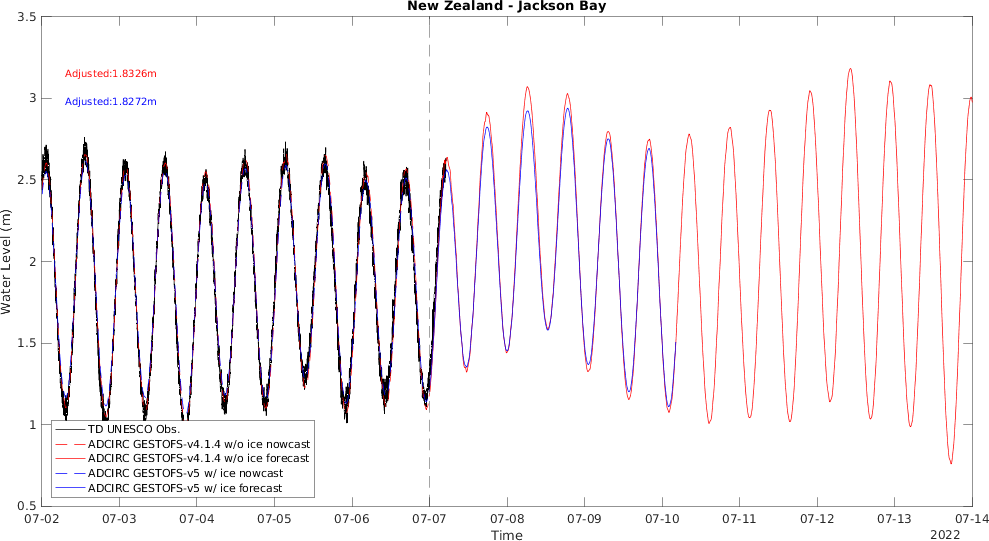 New Zealand - Jackson Bay
3.5
Adjusted:1.8326m
3
Adjusted:1.8272m
2.5
Water Level (m)
2
1.5
1
TD UNESCO Obs.
ADCIRC GESTOFS-v4.1.4 w/o ice nowcast
ADCIRC GESTOFS-v4.1.4 w/o ice forecast
ADCIRC GESTOFS-v5 w/ ice nowcast
ADCIRC GESTOFS-v5 w/ ice forecast
0.5
07-02 07-03 07-04 07-05 07-06 07-07 07-08 07-09 07-10 07-11 07-12 07-13 07-14
Time
2022